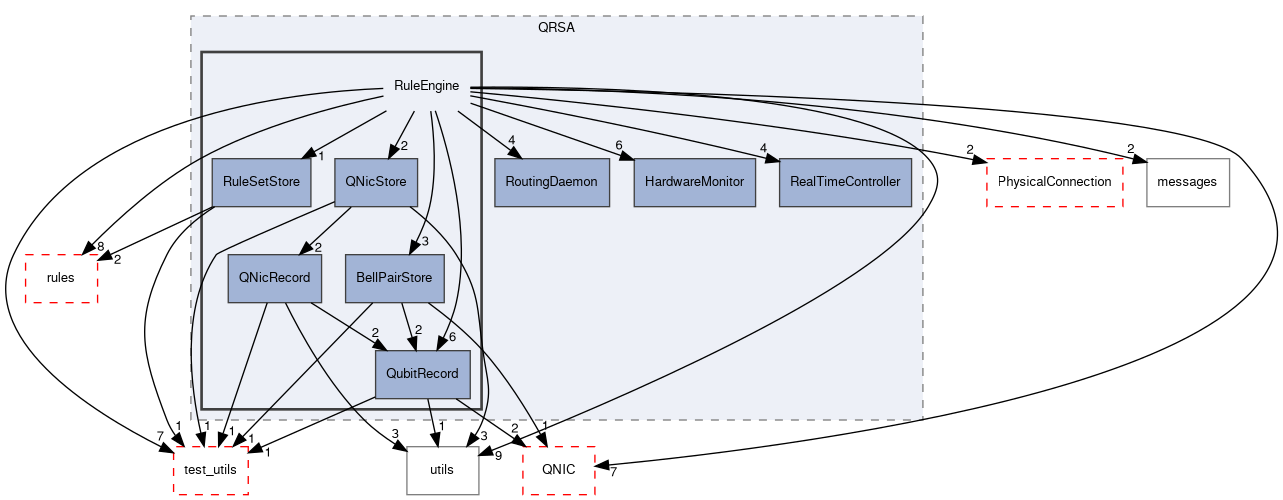 QRSA
RuleEngine
4
6
4
2
2
2
1
RuleSetStore
QNicStore
RoutingDaemon
HardwareMonitor
RealTimeController
PhysicalConnection
messages
8
2
2
3
rules
QNicRecord
BellPairStore
2
2
6
QubitRecord
7
1
1
1
1
1
3
1
3
9
2
1
7
test_utils
utils
QNIC